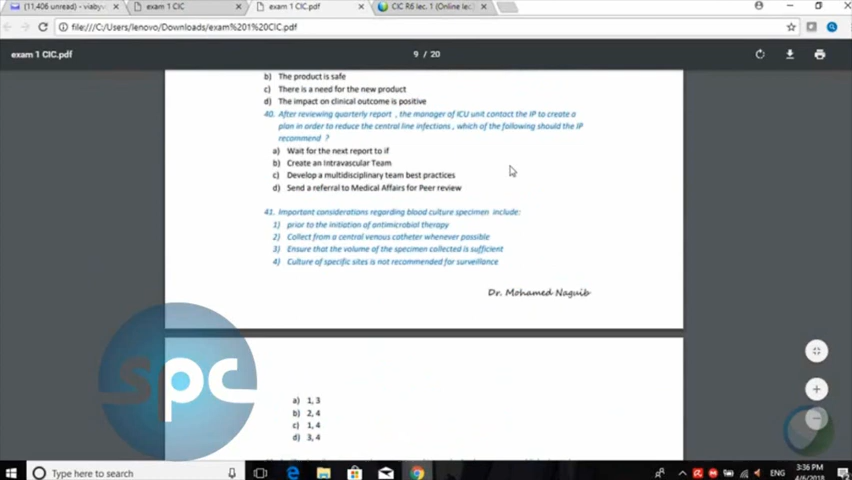 (11,406 unread) - viabyv
exam 1 CIC
exam 1 CIC.pdf
CIC R6 lec. 1 (Online lec
file:///C:/Users/lenovo/Downloads/exam%201%20CIC.pdf
exam 1 CIC.pdf
9 / 20
b) The product is safe
c) There is a need for the new product
d) The impact on clinical outcome is positive
40. After reviewing quarterly report , the manager of ICU unit contact the IP to create a
plan in order to reduce the central line infections , which of the following should the IP
recommend ?
a) Wait for the next report to if
b) Create an Intravascular Team
c) Develop a multidisciplinary team best practices
d) Send a referral to Medical Affairs for Peer review
41. Important considerations regarding blood culture specimen include:
1) prior to the initiation of antimicrobial therapy
2) Collect from a central venous catheter whenever possible
3) Ensure that the volume of the specimen collected is sufficient
4) Culture of specific sites is not recommended for surveillance
Dr. Mohamed Naguib
spc
a) 1, 3
b) 2, 4
c) 1, 4
d) 3, 4
Type here to search
ENG
3:36 PM
4/6/2018